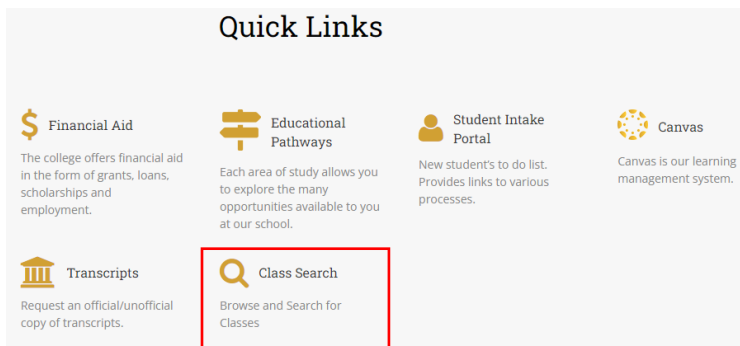 Quick Links
Financial Aid
The college offers financial aid
in the form of grants, loans,
scholarships and
employment.
Educational
Pathways
Each area of study allows you
to explore the many
opportunities available to you
at our school.
Student Intake
Portal
New student's to do list.
Provides links to various
processes.
Canvas
Canvas is our learning
management system.
Transcripts
Request an official/unofficial
copy of transcripts.
Class Search
Browse and Search for
Classes